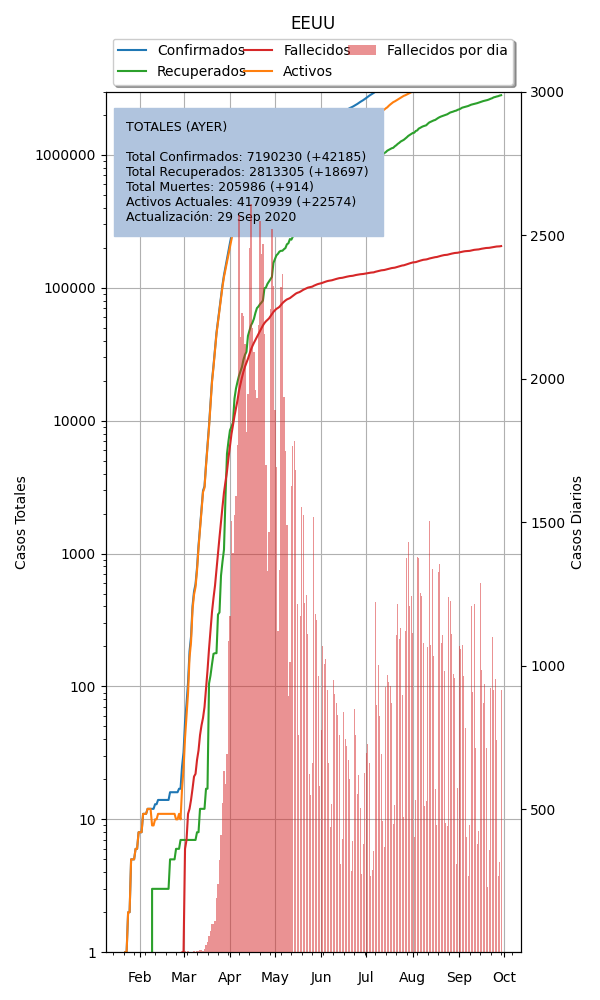 EEUU
Confirmados
Recuperados
Fallecidos
Activos
Fallecidos por dia
TOTALES (AYER)
Total Confirmados: 7190230 (+42185)
Total Recuperados: 2813305 (+18697)
Total Muertes: 205986 (+914)
Activos Actuales: 4170939 (+22574)
Actualización: 29 Sep 2020
Casos Totales
1000000
100000
10000
1000
100
10
1
3000
2500
2000
1500
1000
500
Casos Diarios
Feb Mar Apr May Jun Jul Aug Sep Oct